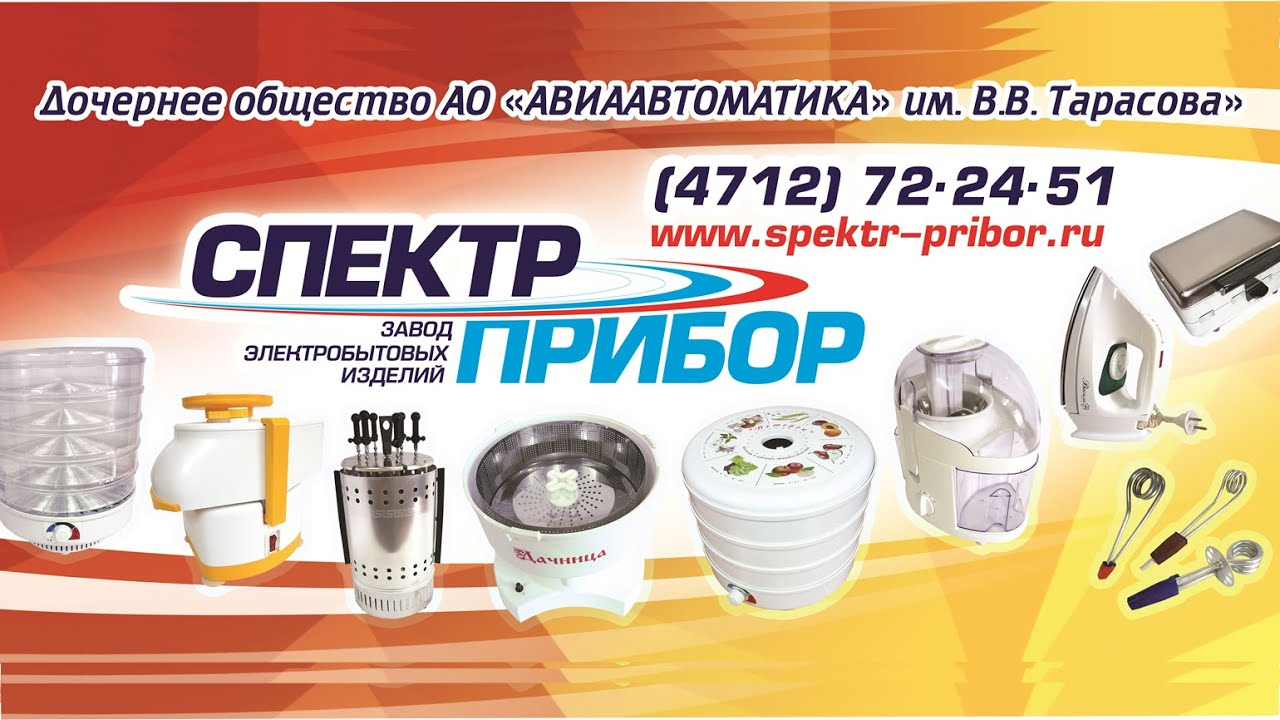 Дочернее общество АО «АВИААВТОМАТИКА» им. В.В. Тарасова»
(4712) 72·24·51
www.spektr-pribor.ru
СПЕКТР
ПРИБОР
ЗАВОД
ЭЛЕКТРОБЫТОВЫХ
ИЗДЕЛИЙ
Дачница